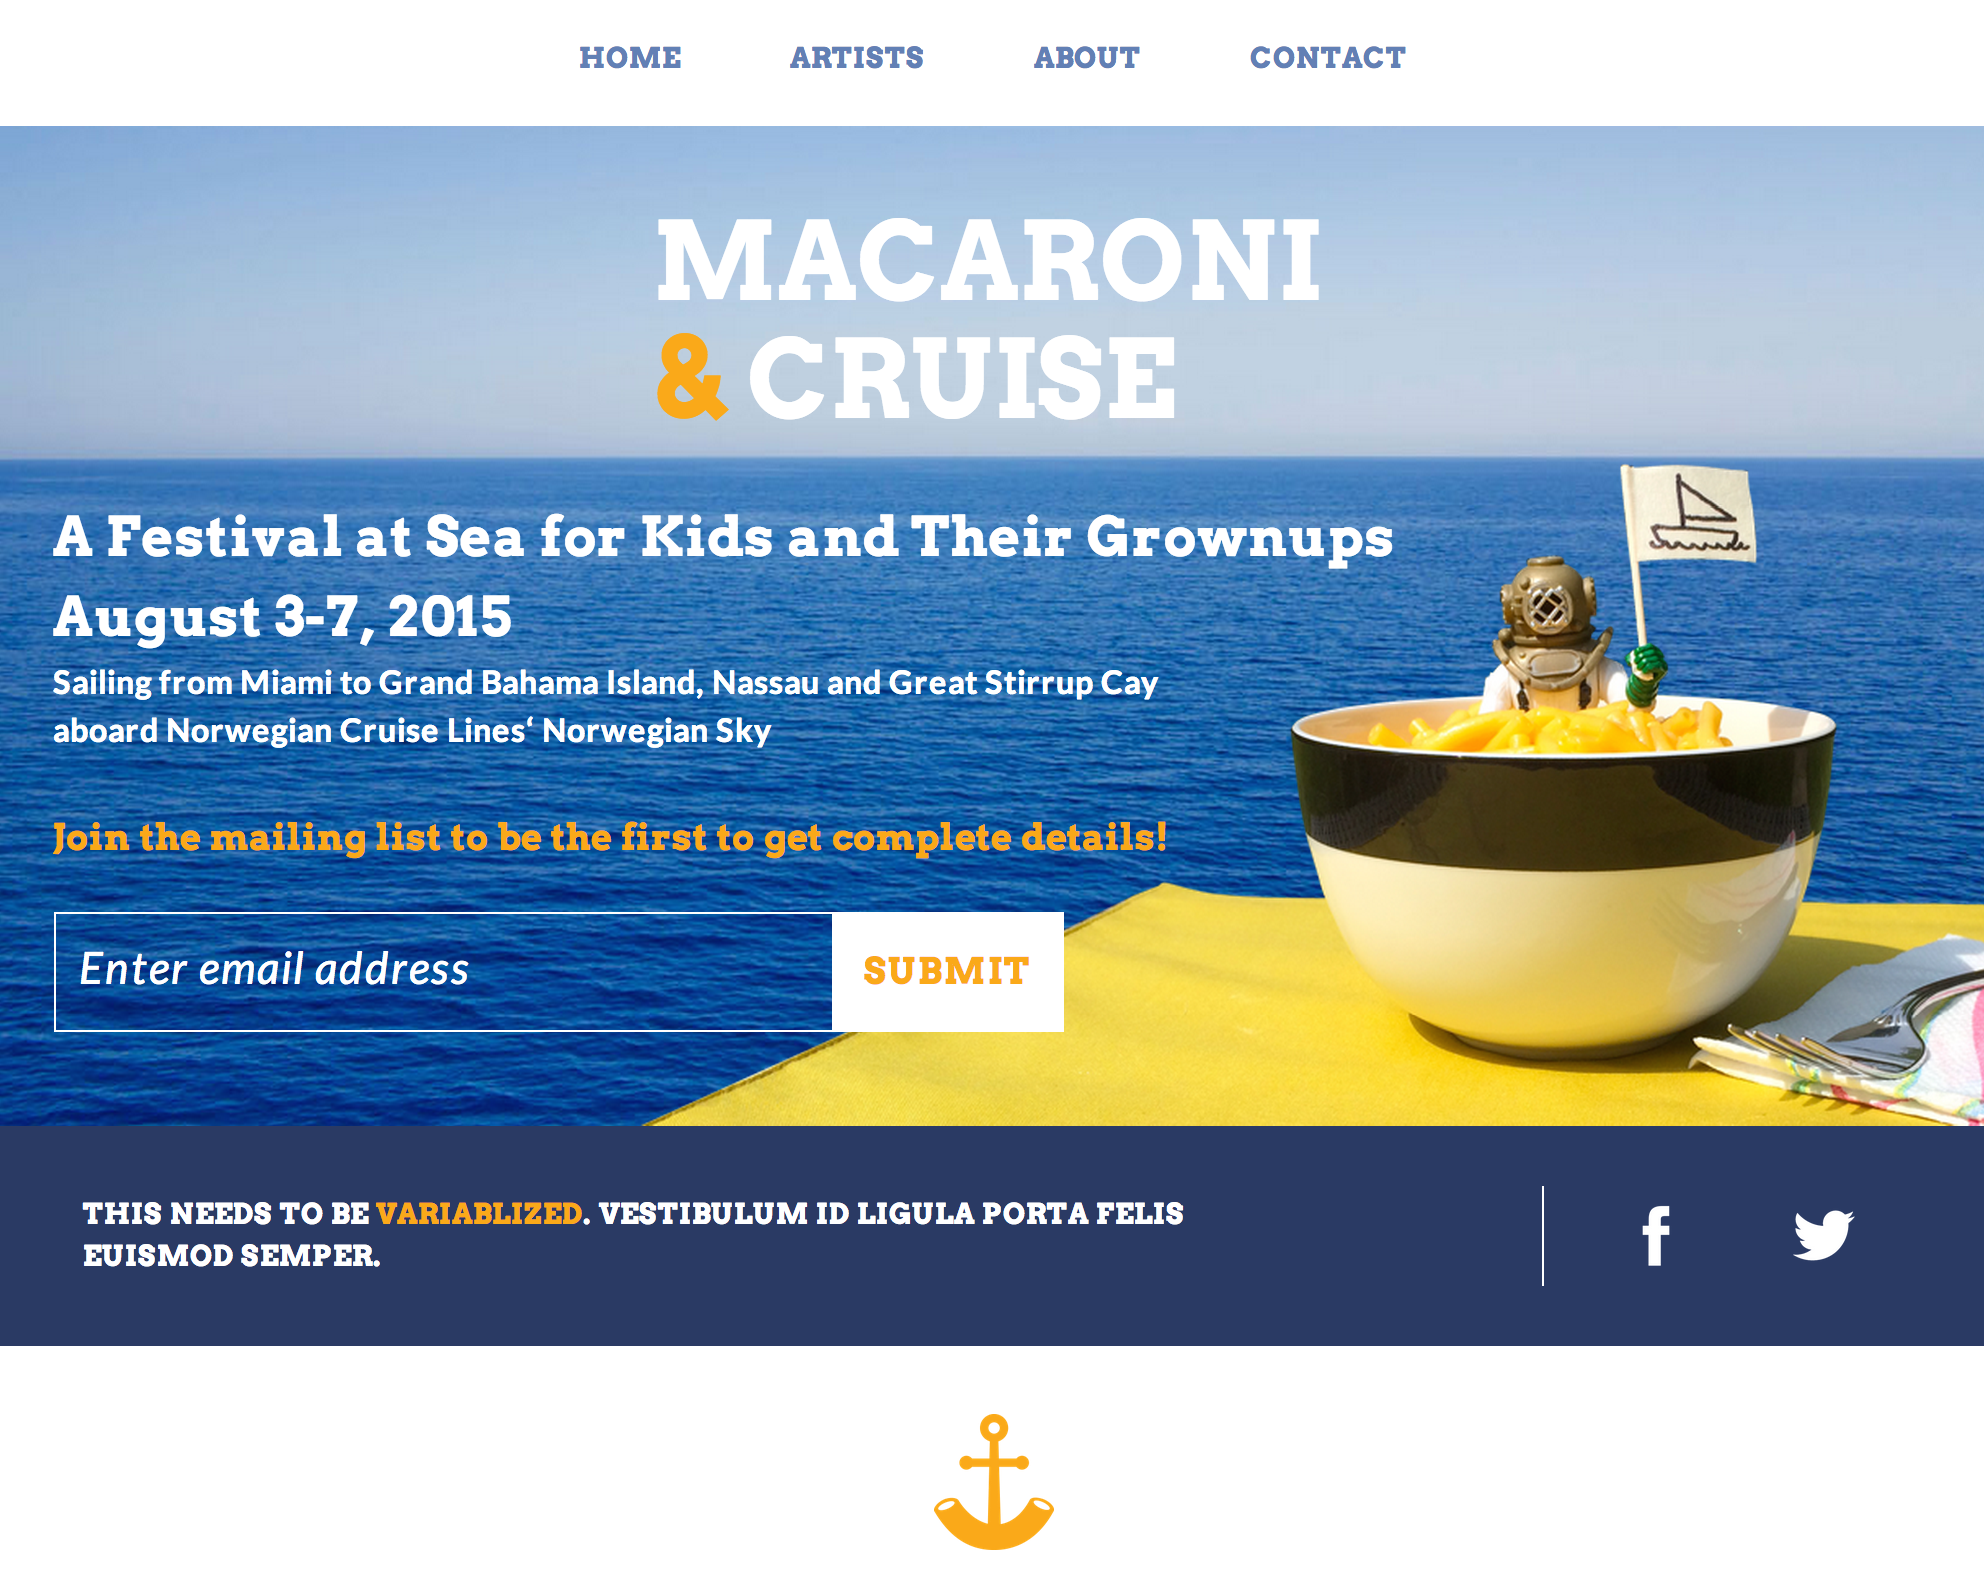 HOME ARTISTS ABOUT CONTACT
MACARONI
& CRUISE
A Festival at Sea for Kids and Their Grownups
August 3-7, 2015
Sailing from Miami to Grand Bahama Island, Nassau and Great Stirrup Cay
aboard Norwegian Cruise Lines‘ Norwegian Sky
Join the mailing list to be the first to get complete details!
Enter email address
SUBMIT
THIS NEEDS TO BE VARIABLIZED. VESTIBULUM ID LIGULA PORTA FELIS
EUISMOD SEMPER.